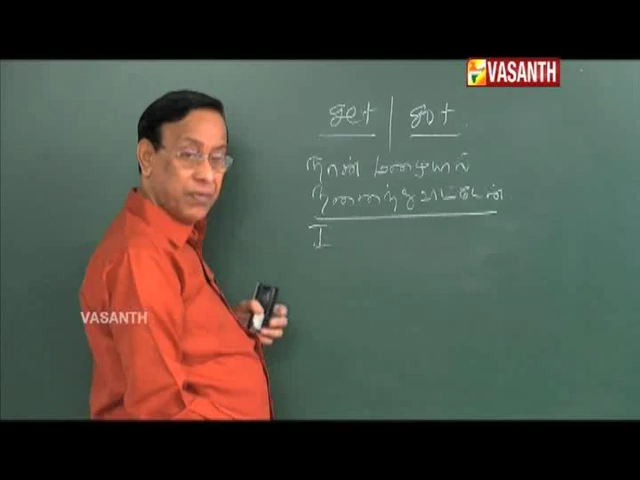 VASANTH
get | got
நான் மழையில்
நனைந்துவிட்டேன்
I
VASANTH